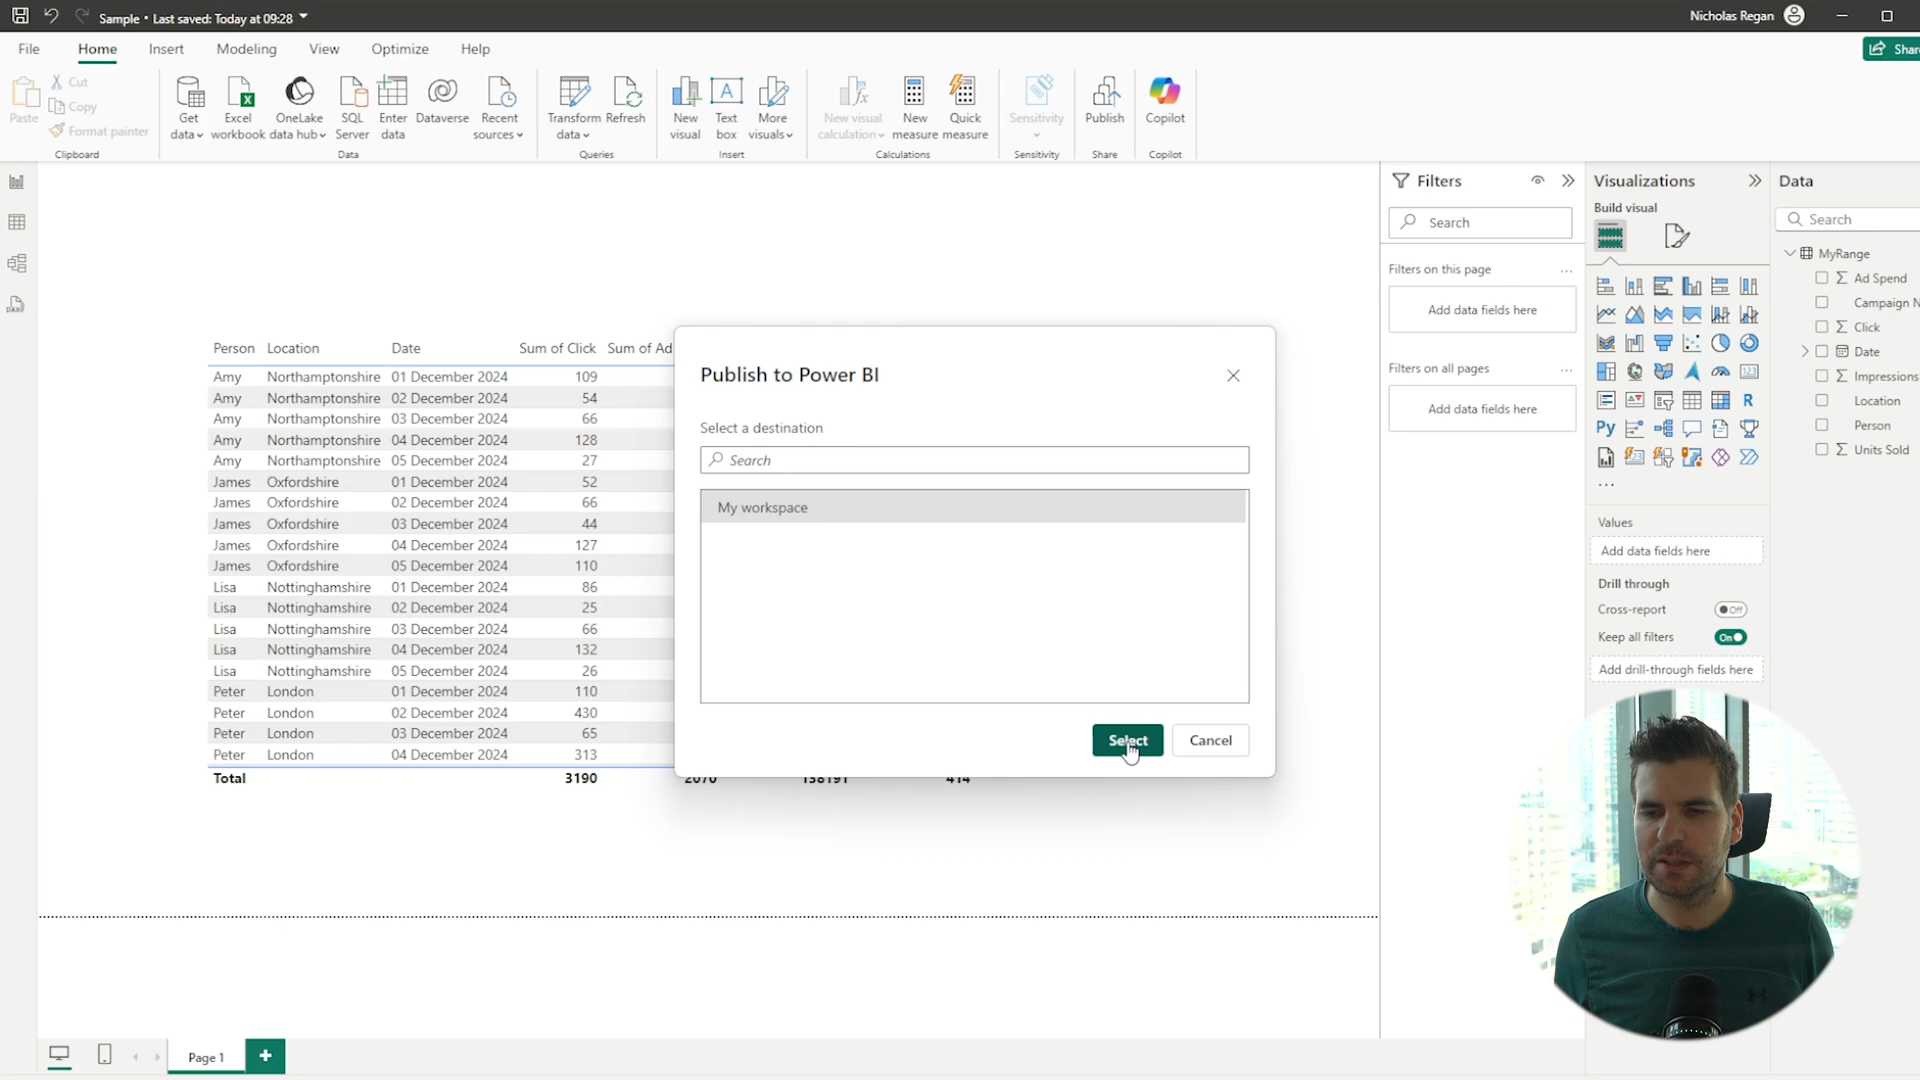 Sample • Last saved: Today at 09:28
Nicholas Regan
File Home Insert Modeling View Optimize Help
Share
Paste
Cut
Copy
Format painter
Clipboard
Get data
Excel workbook
OneLake data hub
SQL Server
Enter data
Dataverse
Recent sources
Data
Transform data
Refresh
Queries
New visual
Text box
More visuals
Insert
New visual calculation
New measure
Quick measure
Calculations
Sensitivity
Sensitivity
Publish
Share
Copilot
Copilot
Person Location Date Sum of Click Sum of Ad
Amy Northamptonshire 01 December 2024 109
Amy Northamptonshire 02 December 2024 54
Amy Northamptonshire 03 December 2024 66
Amy Northamptonshire 04 December 2024 128
Amy Northamptonshire 05 December 2024 27
James Oxfordshire 01 December 2024 52
James Oxfordshire 02 December 2024 66
James Oxfordshire 03 December 2024 44
James Oxfordshire 04 December 2024 127
James Oxfordshire 05 December 2024 110
Lisa Nottinghamshire 01 December 2024 86
Lisa Nottinghamshire 02 December 2024 25
Lisa Nottinghamshire 03 December 2024 66
Lisa Nottinghamshire 04 December 2024 132
Lisa Nottinghamshire 05 December 2024 26
Peter London 01 December 2024 110
Peter London 02 December 2024 430
Peter London 03 December 2024 65
Peter London 04 December 2024 313
Total 3190 2070 138191 414
Publish to Power BI
Select a destination
Search
My workspace
Select Cancel
Filters
Search
Filters on this page
Add data fields here
Filters on all pages
Add data fields here
Visualizations
Build visual
R
Py
Values
Add data fields here
Drill through
Cross-report Off
Keep all filters On
Add drill-through fields here
Data
Search
MyRange
Ad Spend
Campaign N
Click
Date
Impressions
Location
Person
Units Sold
Page 1